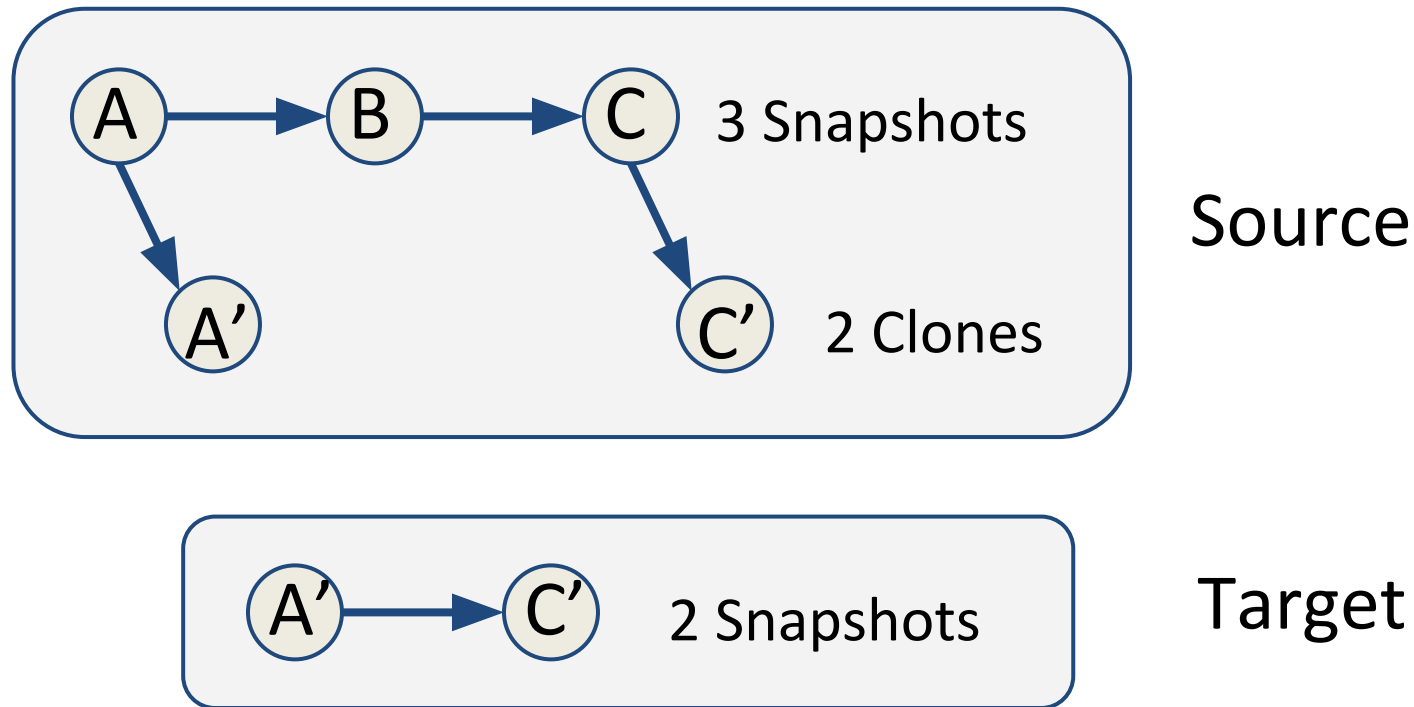 A B C 3 Snapshots
Source
A’ C’ 2 Clones
A’ C’ 2 Snapshots
Target